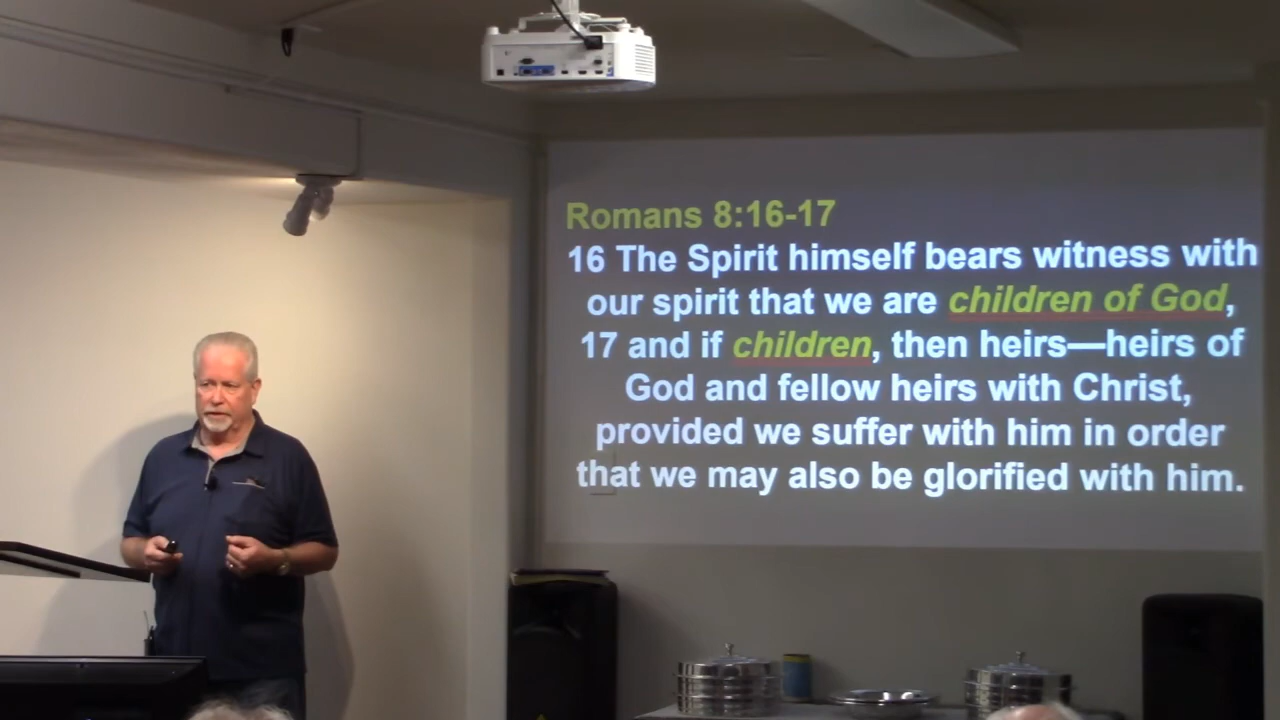 Romans 8:16-17
16 The Spirit himself bears witness with
our spirit that we are children of God,
17 and if children, then heirs—heirs of
God and fellow heirs with Christ,
provided we suffer with him in order
that we may also be glorified with him.